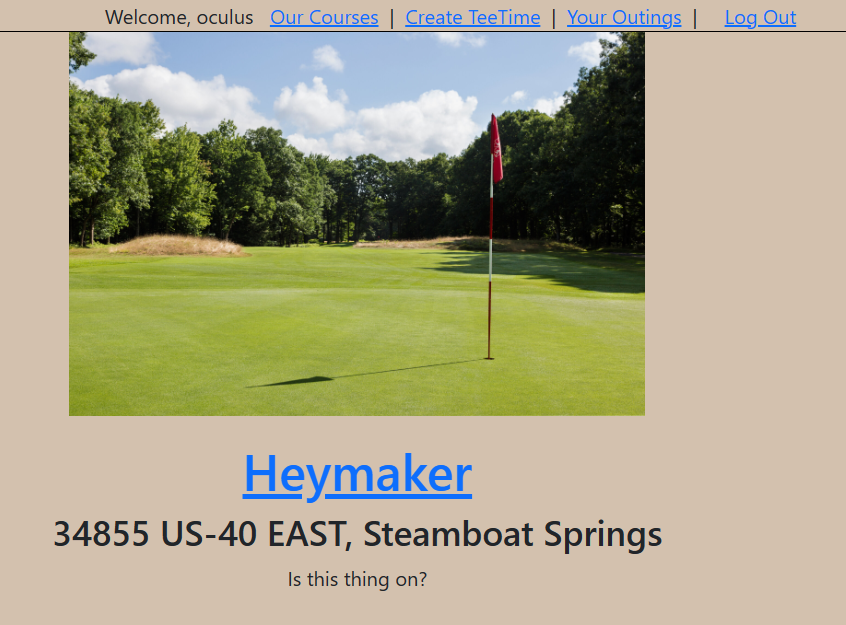 Welcome, oculus Our Courses | Create TeeTime | Your Outings | Log Out
Heymaker
34855 US-40 EAST, Steamboat Springs
Is this thing on?